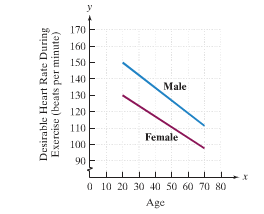 y
170
160
150
140
130
120
110
100
90
Desirable Heart Rate During
Exercise (beats per minute)
Male
Female
x
0 10 20 30 40 50 60 70 80
Age